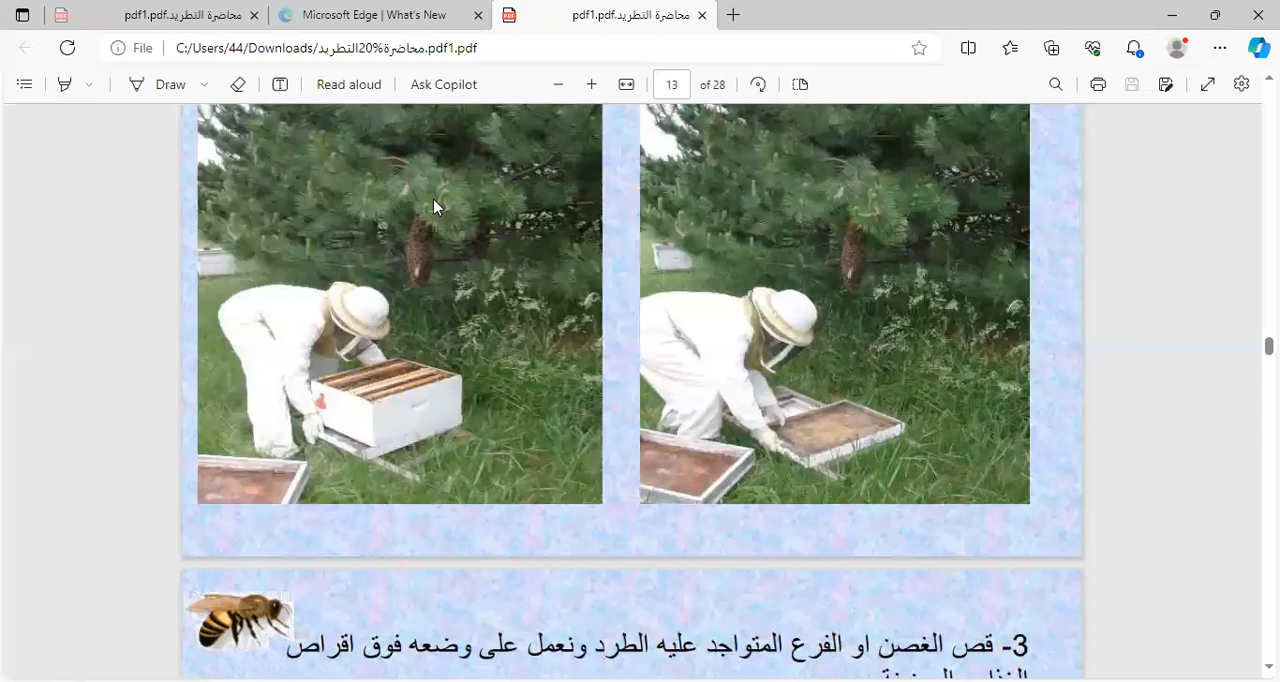 محاضرة التطريد.pdf1.pdf
Microsoft Edge | What's New
محاضرة التطريد.pdf1.pdf
File
C:/Users/44/Downloads/محاضرة%20التطريد.pdf1.pdf
Draw
Read aloud
Ask Copilot
13
of 28
3- قص الغصن او الفرع المتواجد عليه الطرد ونعمل على وضعه فوق اقراص